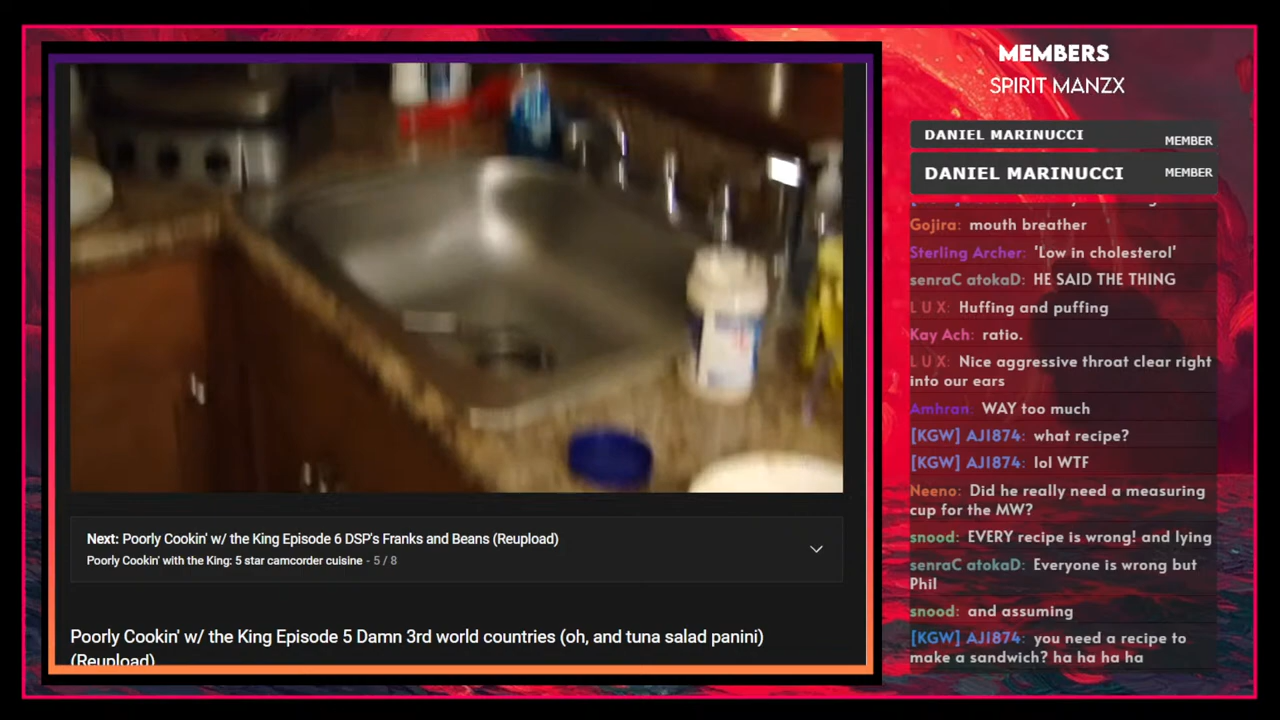 MEMBERS
SPIRIT MANZX
DANIEL MARINUCCI
MEMBER
DANIEL MARINUCCI
MEMBER
Gojira: mouth breather
Sterling Archer: 'Low in cholesterol'
senraC atokaD: HE SAID THE THING
L U X: Huffing and puffing
Kay Ach: ratio.
L U X: Nice aggressive throat clear right
into our ears
Amhran: WAY too much
[KGW] AJ1874: what recipe?
[KGW] AJ1874: lol WTF
Neeno: Did he really need a measuring
cup for the MW?
snood: EVERY recipe is wrong! and lying
senraC atokaD: Everyone is wrong but
Phil
snood: and assuming
[KGW] AJ1874: you need a recipe to
make a sandwich? ha ha ha ha
Next: Poorly Cookin' w/ the King Episode 6 DSP's Franks and Beans (Reupload)
Poorly Cookin' with the King: 5 star camcorder cuisine - 5 / 8
Poorly Cookin' w/ the King Episode 5 Damn 3rd world countries (oh, and tuna salad panini)
(Reupload)